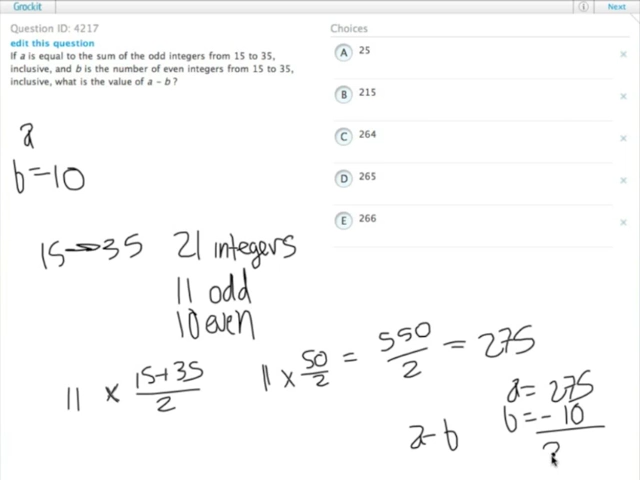 Grockit
Next
Question ID: 4217
edit this question
If a is equal to the sum of the odd integers from 15 to 35,
inclusive, and b is the number of even integers from 15 to 35,
inclusive, what is the value of a - b ?
Choices
A 25
B 215
C 264
D 265
E 266
a
b=10
15→35 21 integers
11 odd
10 even
11 × 15+35/2 11 × 50/2 = 550/2 = 275
a-b
a= 275
b= -10